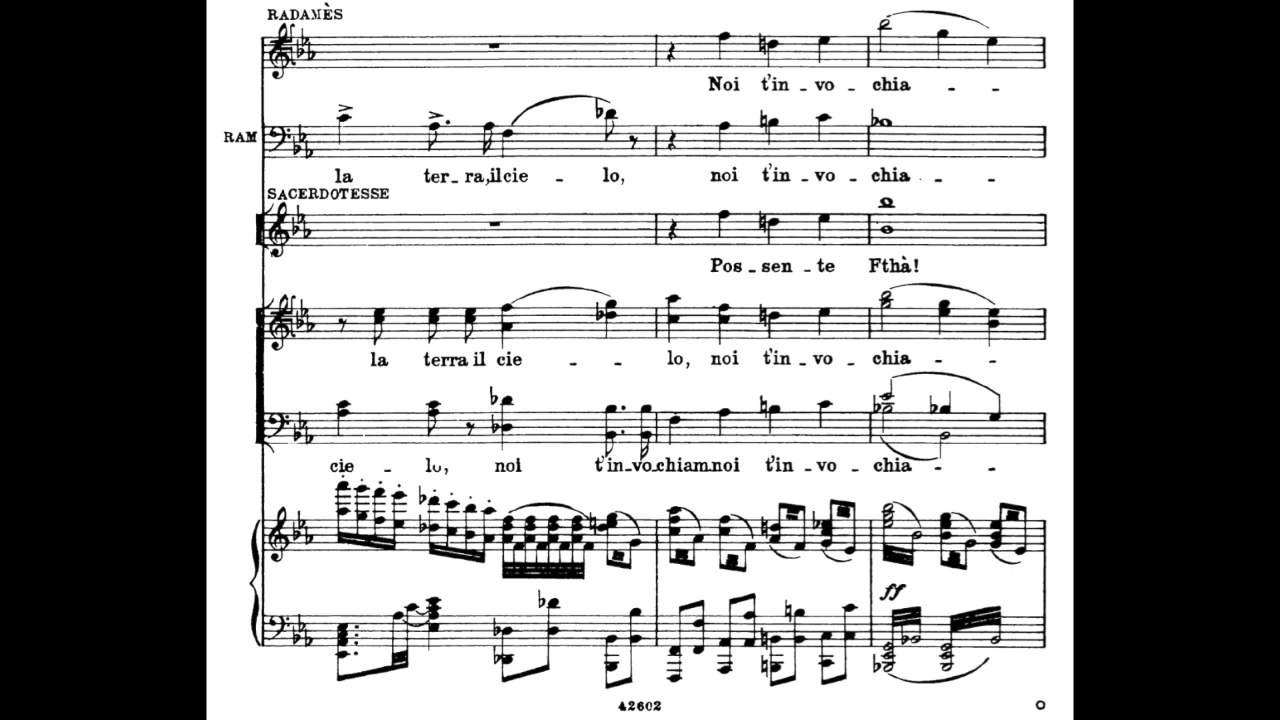 RADAMÈS
Noi t'in - vo - chia - -
RAM
la ter - ra, il cie - lo, noi t'in - vo - chia - -
SACERDOTESSE
Pos - sen - te Fthà!
la terra il cie - - lo, noi t'in - vo - chia - -
cie - lo, noi t'in - vo - chiam noi t'in - vo - chia - -
ff
42602